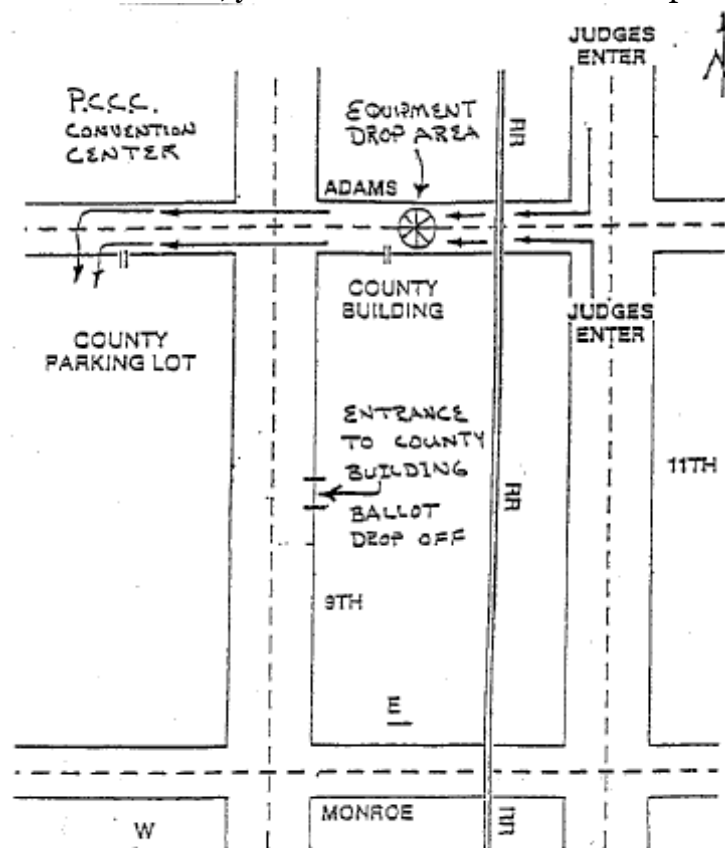 JUDGES
ENTER
N
P.C.C.C.
CONVENTION
CENTER
EQUIPMENT
DROP AREA
RR
ADAMS
COUNTY
BUILDING
JUDGES
ENTER
COUNTY
PARKING LOT
ENTRANCE
TO COUNTY
BUILDING
11TH
RR
BALLOT
DROP OFF
9TH
E
MONROE
RR
W